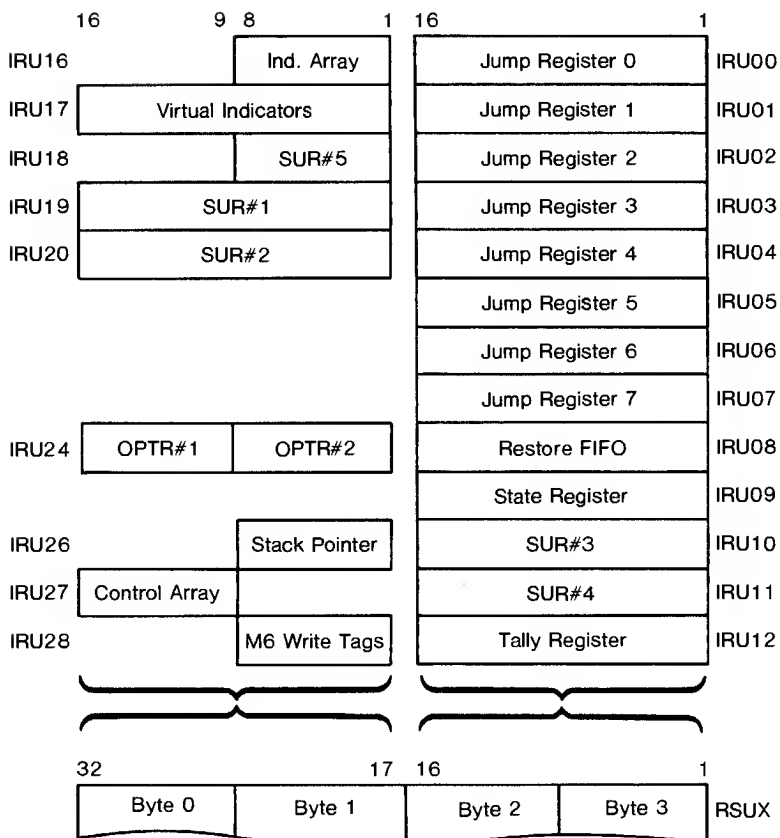 16 9 8 1 16 1
IRU16 Ind. Array Jump Register 0 IRU00
IRU17 Virtual Indicators Jump Register 1 IRU01
IRU18 SUR#5 Jump Register 2 IRU02
IRU19 SUR#1 Jump Register 3 IRU03
IRU20 SUR#2 Jump Register 4 IRU04
Jump Register 5 IRU05
Jump Register 6 IRU06
Jump Register 7 IRU07
IRU24 OPTR#1 OPTR#2 Restore FIFO IRU08
State Register IRU09
IRU26 Stack Pointer SUR#3 IRU10
IRU27 Control Array SUR#4 IRU11
IRU28 M6 Write Tags Tally Register IRU12
32 17 16 1
Byte 0 Byte 1 Byte 2 Byte 3 RSUX